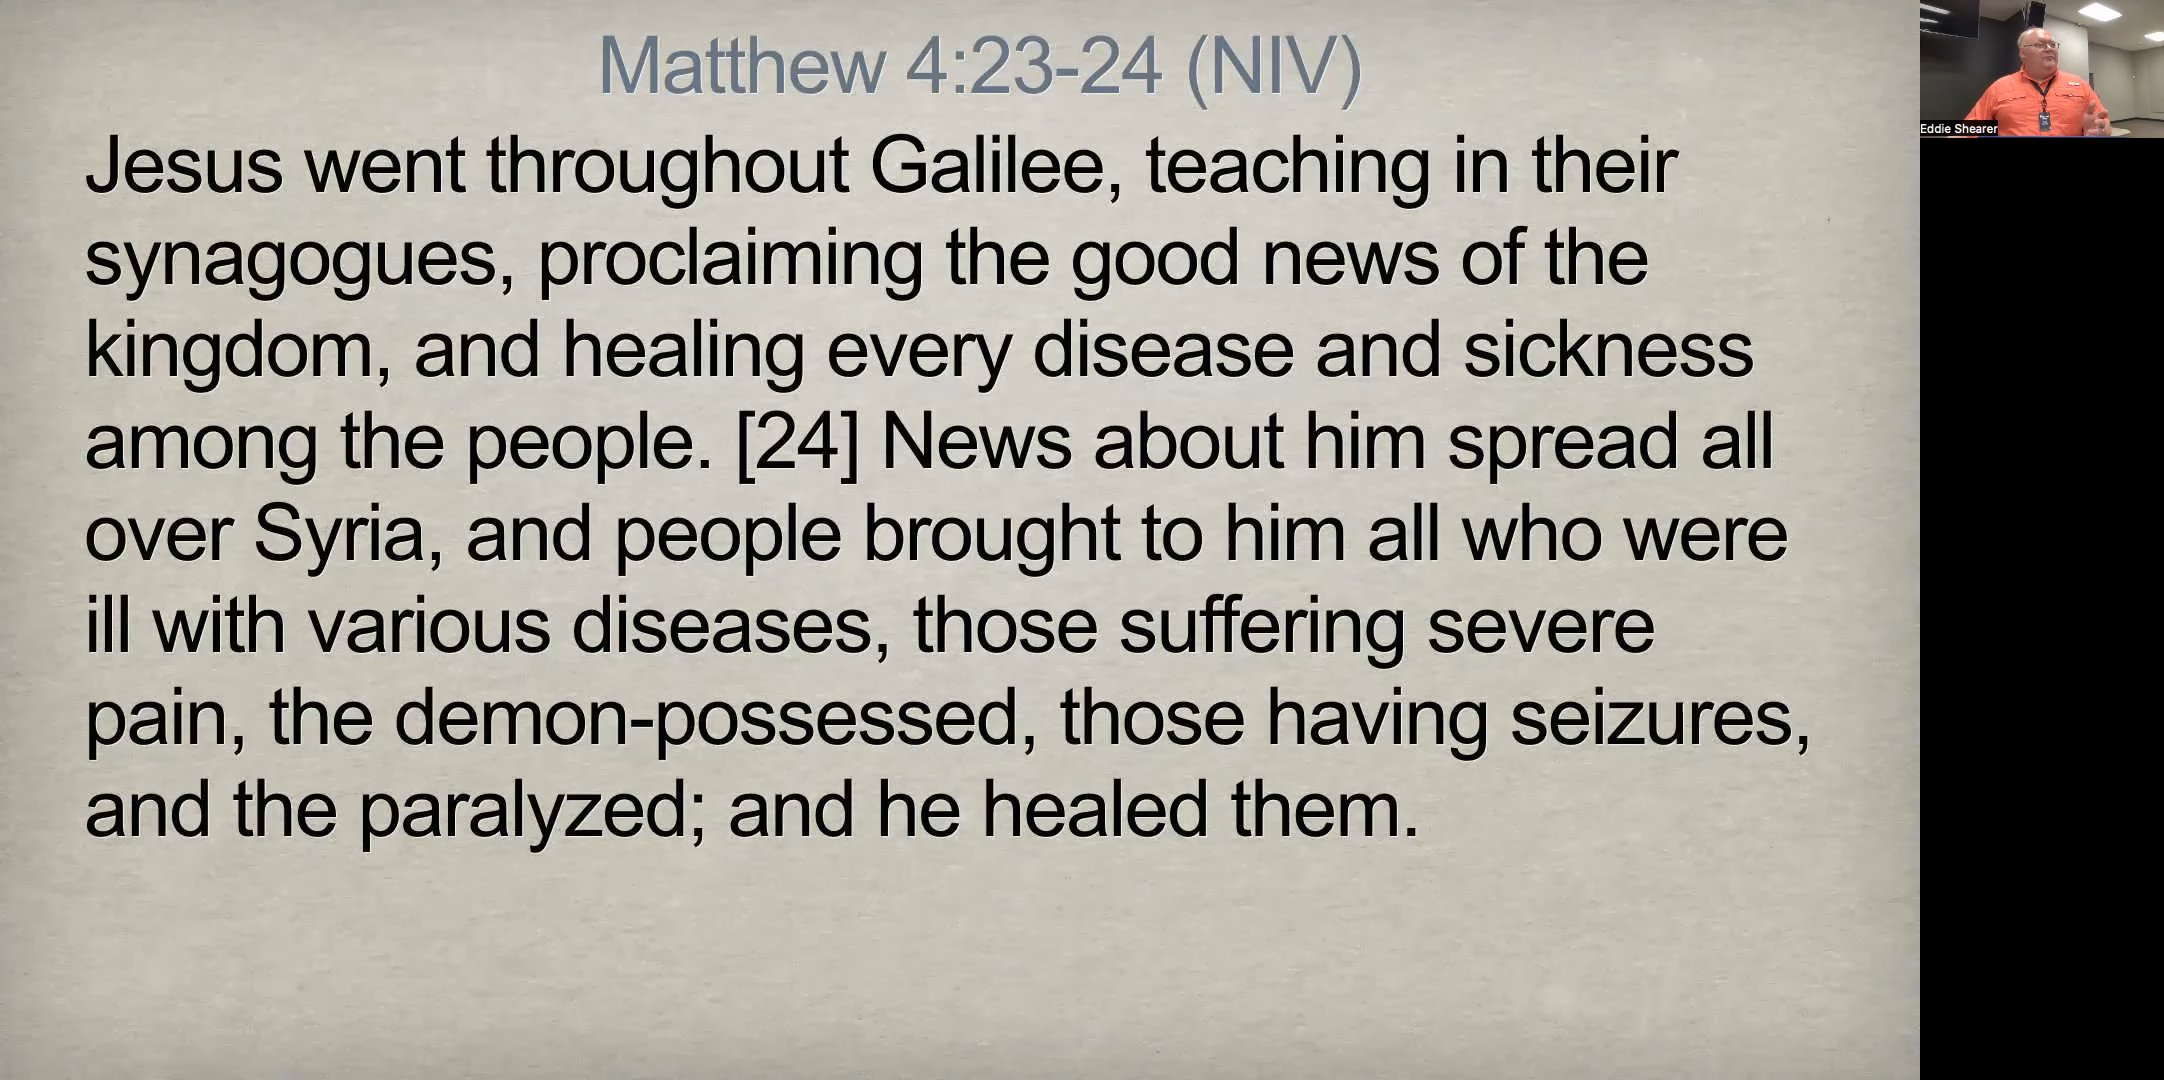 Matthew 4:23-24 (NIV)
Jesus went throughout Galilee, teaching in their
synagogues, proclaiming the good news of the
kingdom, and healing every disease and sickness
among the people. [24] News about him spread all
over Syria, and people brought to him all who were
ill with various diseases, those suffering severe
pain, the demon-possessed, those having seizures,
and the paralyzed; and he healed them.
Eddie Shearer